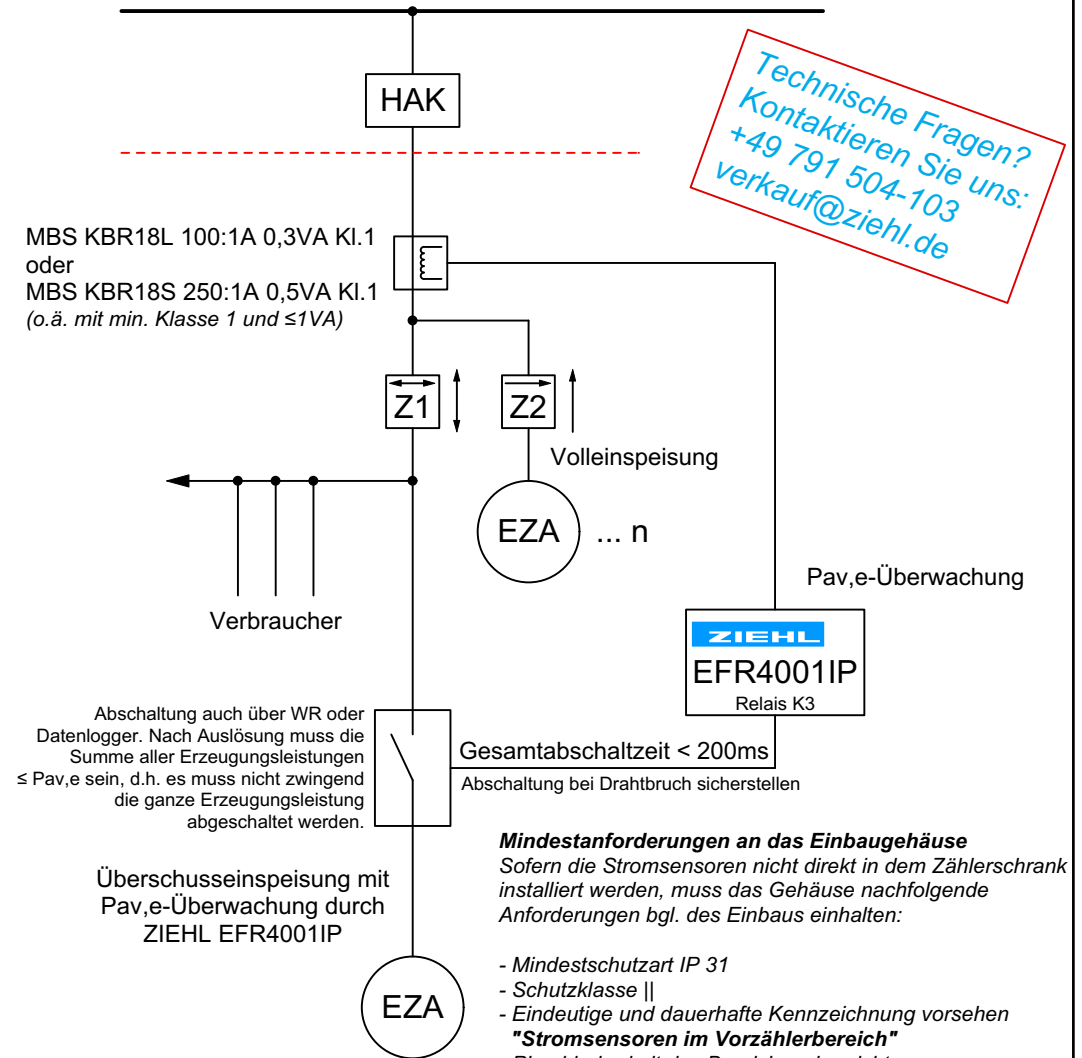 HAK
Technische Fragen?
Kontaktieren Sie uns:
+49 791 504-103
verkauf@ziehl.de
MBS KBR18L 100:1A 0,3VA Kl.1
oder
MBS KBR18S 250:1A 0,5VA Kl.1
(o.ä. mit min. Klasse 1 und ≤1VA)
Z1
Z2
Volleinspeisung
EZA
... n
Verbraucher
Pav,e-Überwachung
ZIEHL
EFR4001IP
Relais K3
Abschaltung auch über WR oder
Datenlogger. Nach Auslösung muss die
Summe aller Erzeugungsleistungen
≤ Pav,e sein, d.h. es muss nicht zwingend
die ganze Erzeugungsleistung
abgeschaltet werden.
Gesamtabschaltzeit < 200ms
Abschaltung bei Drahtbruch sicherstellen
Überschusseinspeisung mit
Pav,e-Überwachung durch
ZIEHL EFR4001IP
EZA
Mindestanforderungen an das Einbaugehäuse
Sofern die Stromsensoren nicht direkt in dem Zählerschrank
installiert werden, muss das Gehäuse nachfolgende
Anforderungen bgl. des Einbaus einhalten:
- Mindestschutzart IP 31
- Schutzklasse ||
- Eindeutige und dauerhafte Kennzeichnung vorsehen
"Stromsensoren im Vorzählerbereich"